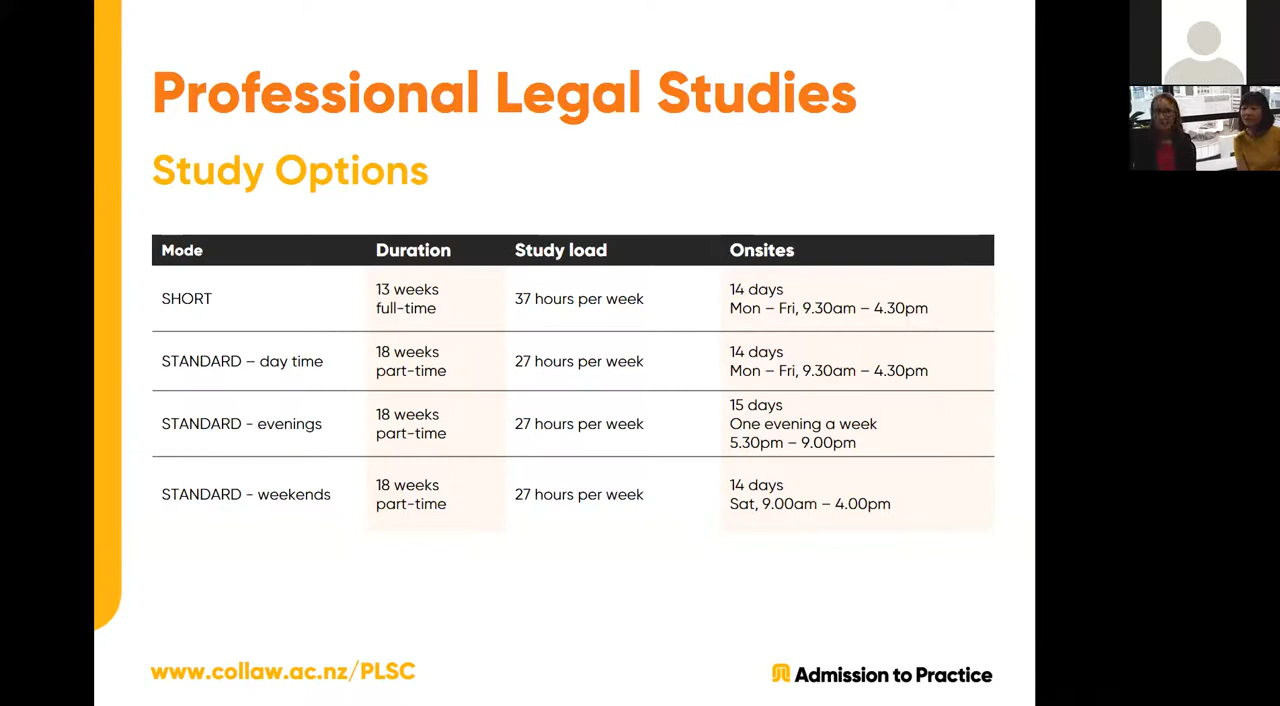 Professional Legal Studies
Study Options
Mode Duration Study load Onsites
SHORT
13 weeks
full-time
37 hours per week
14 days
Mon – Fri, 9.30am – 4.30pm
STANDARD – day time
18 weeks
part-time
27 hours per week
14 days
Mon – Fri, 9.30am – 4.30pm
STANDARD - evenings
18 weeks
part-time
27 hours per week
15 days
One evening a week
5.30pm – 9.00pm
STANDARD - weekends
18 weeks
part-time
27 hours per week
14 days
Sat, 9.00am – 4.00pm
www.collaw.ac.nz/PLSC
Admission to Practice